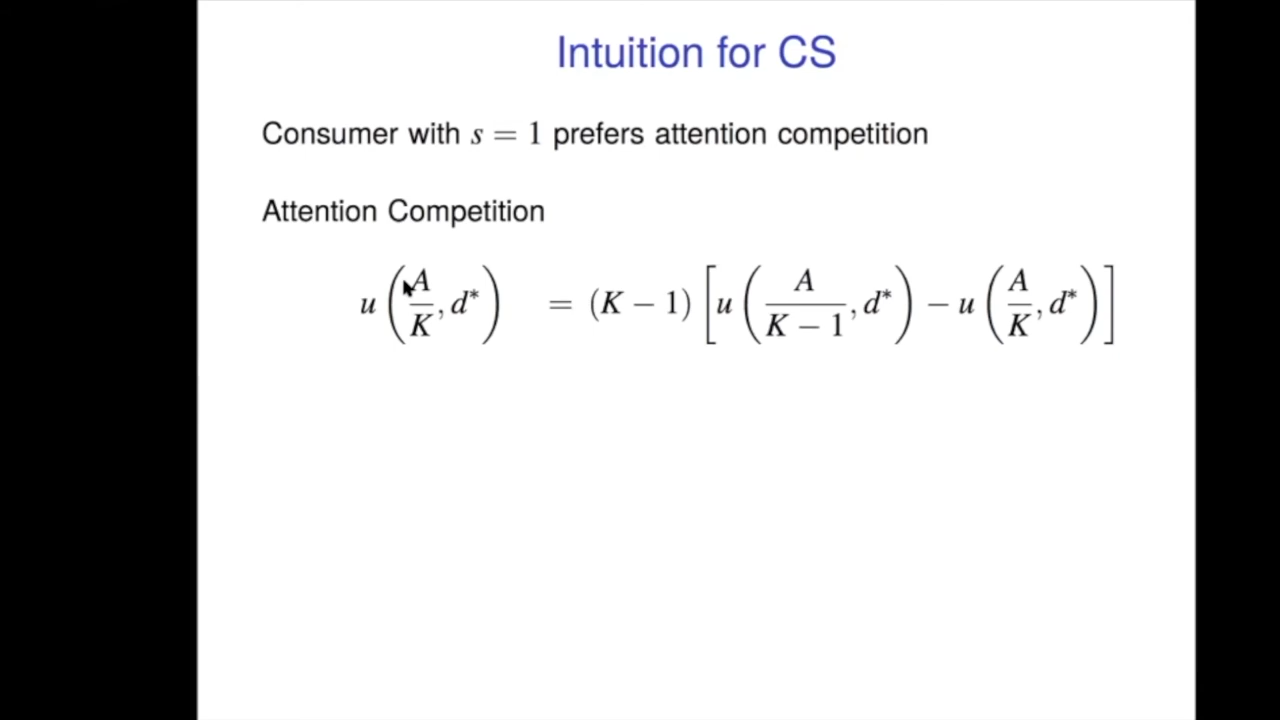 Intuition for CS
Consumer with s = 1 prefers attention competition
Attention Competition
u(A/K, d*) = (K − 1)[u(A/(K − 1), d*) − u(A/K, d*)]